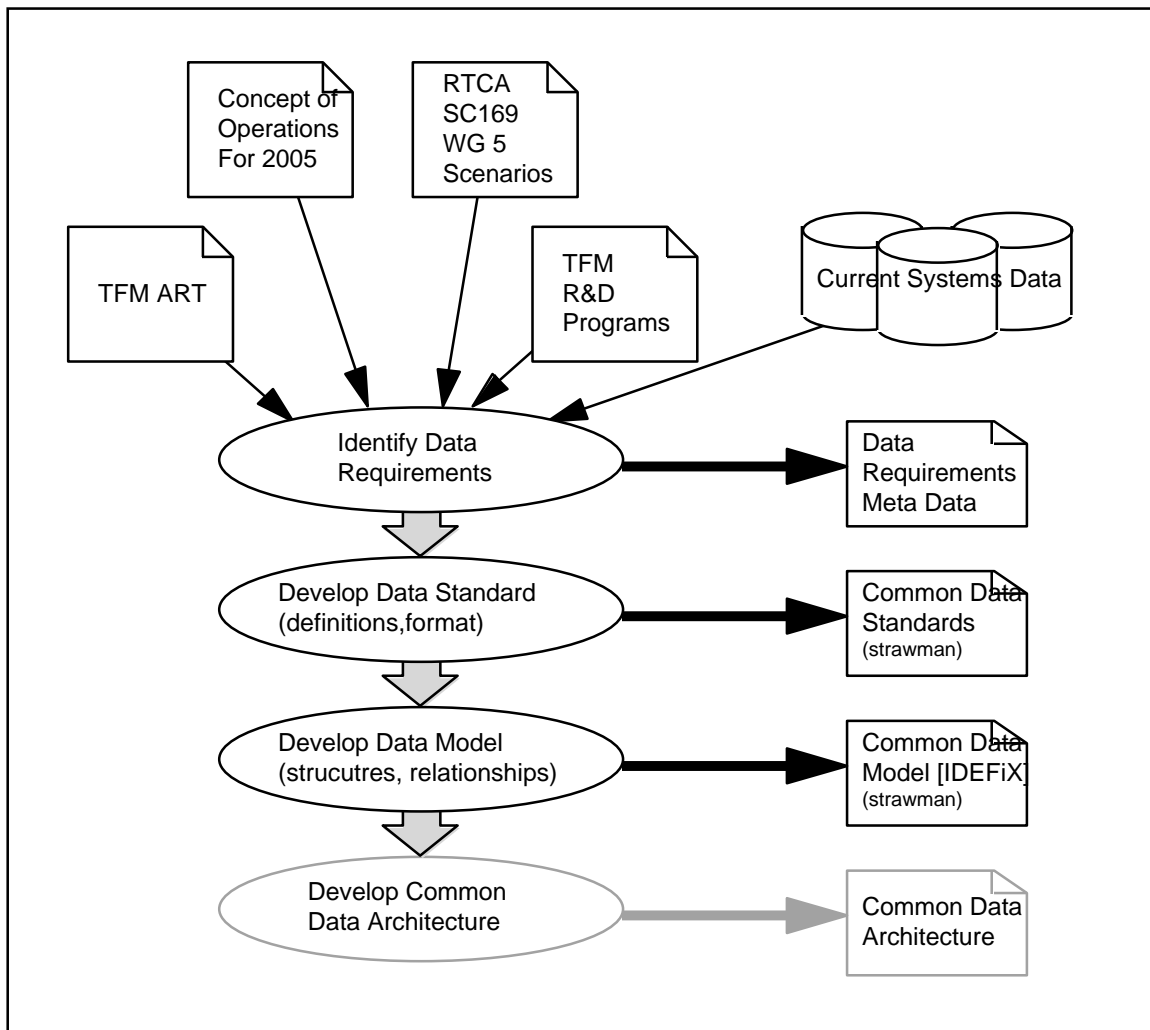 Concept of
Operations
For 2005
RTCA
SC169
WG 5
Scenarios
TFM ART
TFM
R&D
Programs
Current Systems Data
Identify Data
Requirements
Data
Requirements
Meta Data
Develop Data Standard
(definitions,format)
Common Data
Standards
(strawman)
Develop Data Model
(strucutres, relationships)
Common Data
Model [IDEFiX]
(strawman)
Develop Common
Data Architecture
Common Data
Architecture